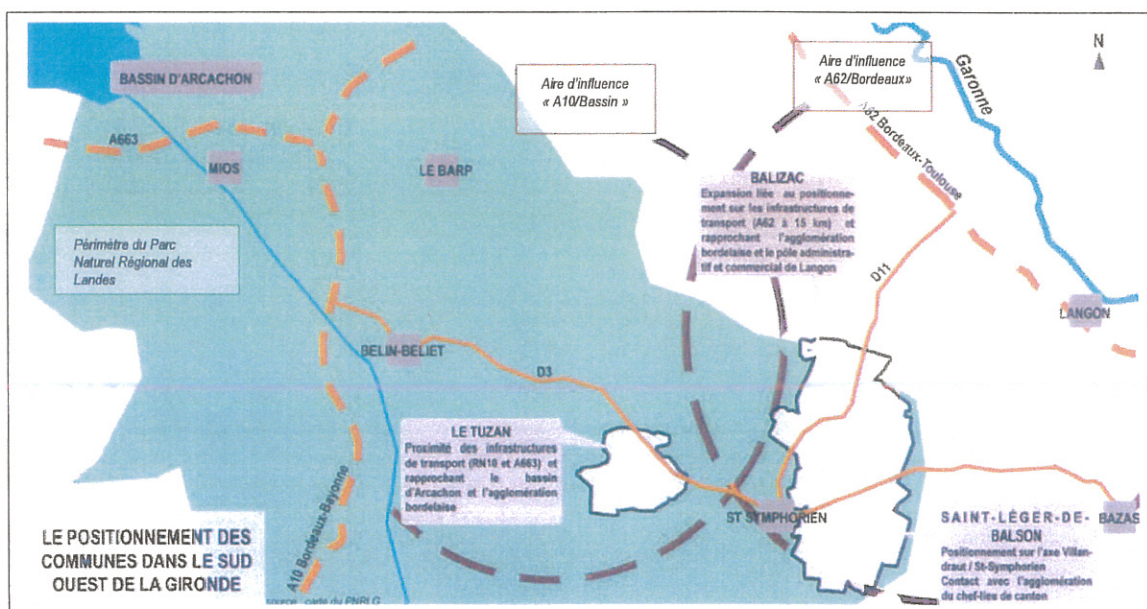 BASSIN D'ARCACHON
A663
MIOS
LE BARP
Aire d'influence
« A10/Bassin »
Aire d'influence
« A62/Bordeaux»
Garonne
N
A62 Bordeaux-Toulouse
Périmètre du Parc
Naturel Régional des
Landes
BALIZAC
Expansion liée au positionne-
ment sur les infrastructures de
transport (A62 à 15 km) et
rapprochant l'agglomération
bordelaise et le pôle administra-
tif et commercial de Langon
D11
LANGON
BELIN-BELIET
D3
LE TUZAN
Proximité des infrastructures
de transport (RN10 et A663) et
rapprochant le bassin
d'Arcachon et l'agglomération
bordelaise
ST SYMPHORIEN
BAZAS
SAINT-LÉGER-DE-
BALSON
Positionnement sur l'axe Villan-
draut / St-Symphorien
Contact avec l'agglomération
du chef-lieu de canton
A10 Bordeaux-Bayonne
LE POSITIONNEMENT DES
COMMUNES DANS LE SUD
OUEST DE LA GIRONDE
source : carte du PNRLG